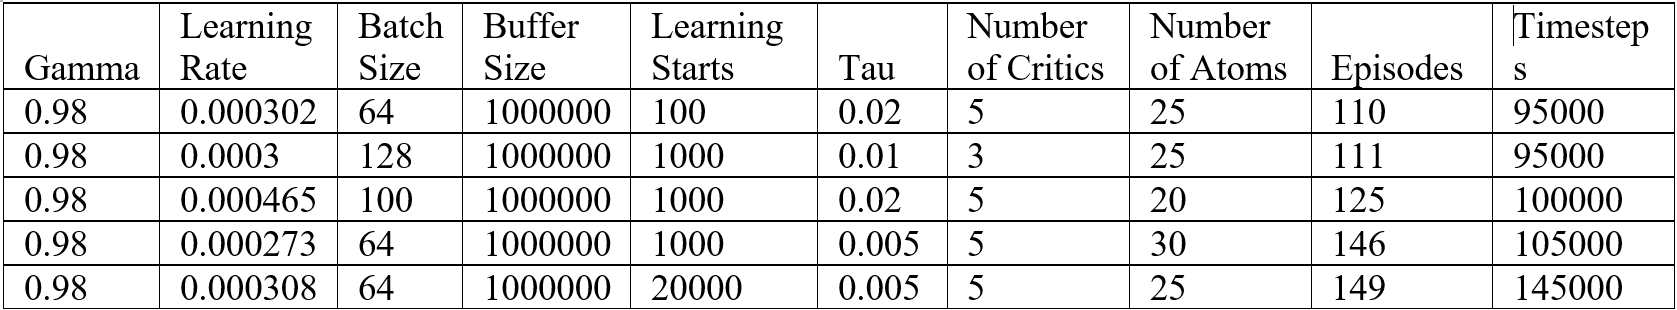 Gamma Learning Rate Batch Size Buffer Size Learning Starts Tau Number of Critics Number of Atoms Episodes Timesteps
0.98 0.000302 64 1000000 100 0.02 5 25 110 95000
0.98 0.0003 128 1000000 1000 0.01 3 25 111 95000
0.98 0.000465 100 1000000 1000 0.02 5 20 125 100000
0.98 0.000273 64 1000000 1000 0.005 5 30 146 105000
0.98 0.000308 64 1000000 20000 0.005 5 25 149 145000